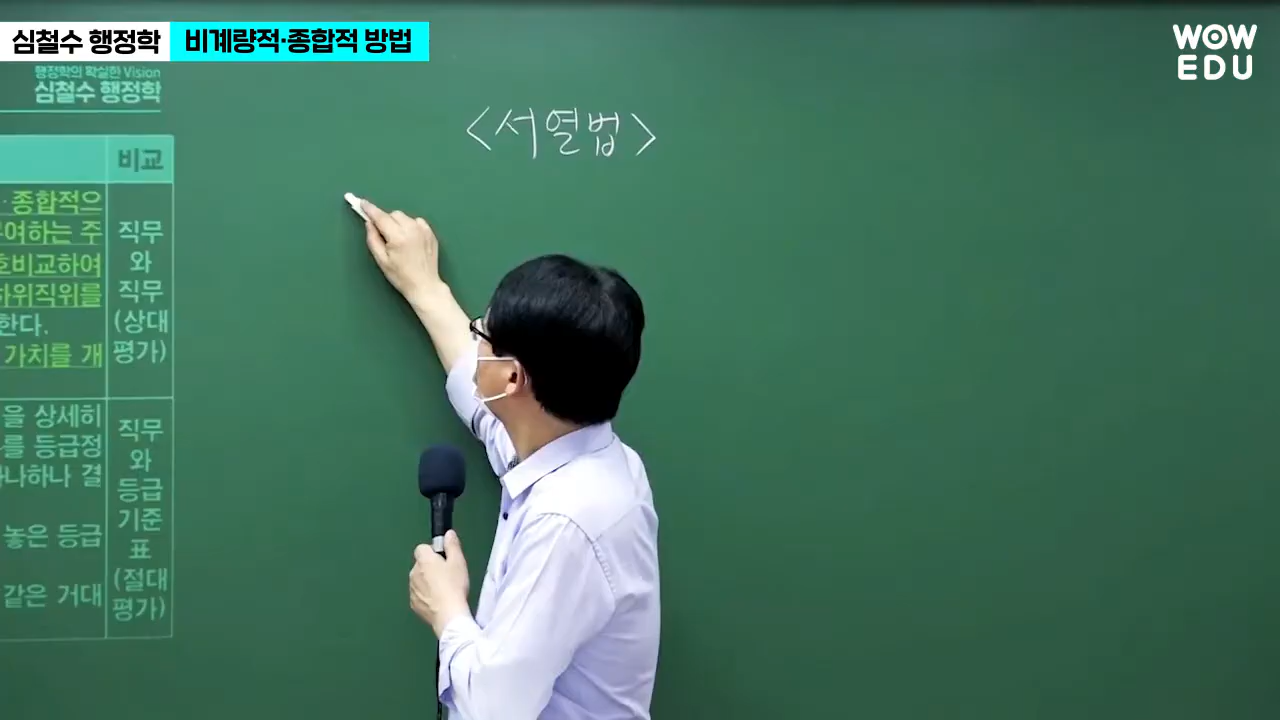 심철수 행정학 비계량적·종합적 방법
WOW
EDU
행정학의 확실한 Vision
심철수 행정학
<서열법>
비교
·종합적으
여하는 주
비교하여
하위직위를
한다.
가치를 개
직무
와
직무
(상대
평가)
을 상세히
를 등급정
하나 결
놓은 등급
같은 거대
직무
와
등급
기준
표
(절대
평가)